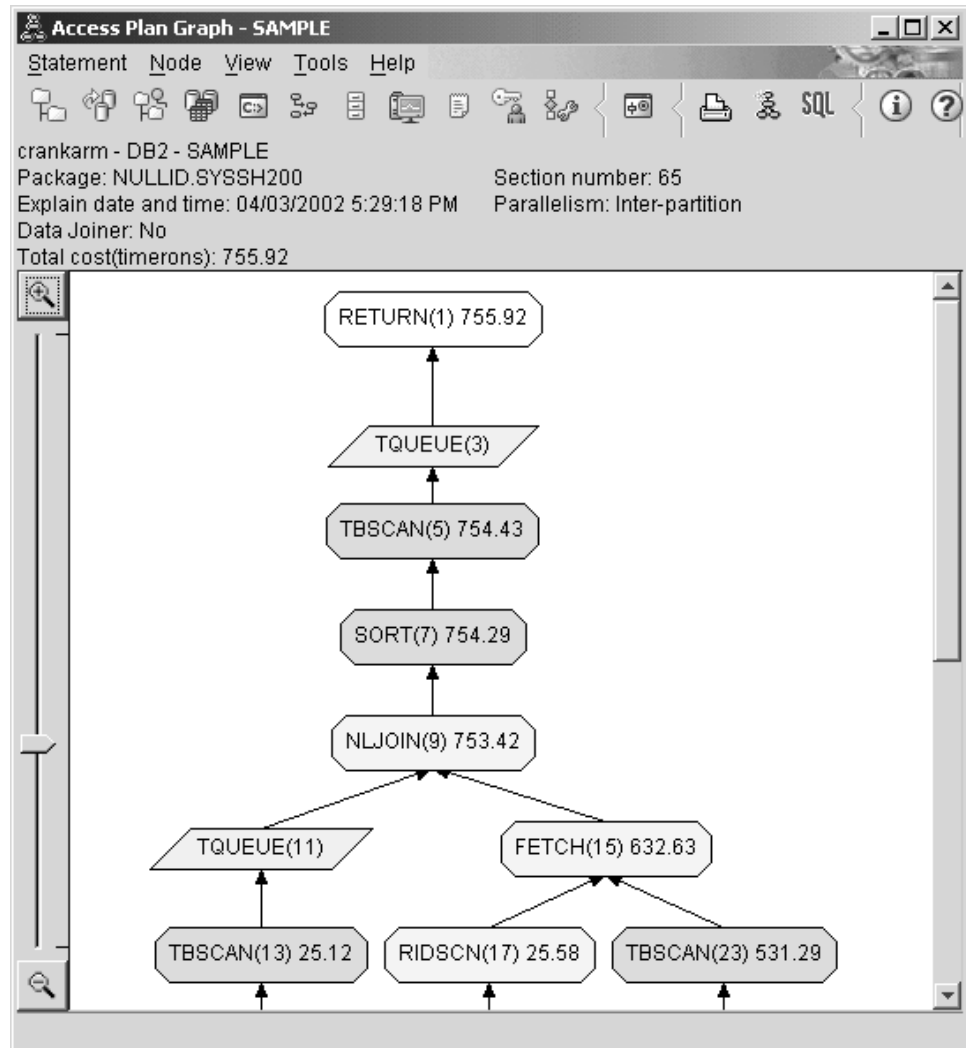 Access Plan Graph - SAMPLE
Statement Node View Tools Help
C:\> SQL i ?
crankarm - DB2 - SAMPLE
Package: NULLID.SYSSH200 Section number: 65
Explain date and time: 04/03/2002 5:29:18 PM Parallelism: Inter-partition
Data Joiner: No
Total cost(timerons): 755.92
RETURN(1) 755.92
TQUEUE(3)
TBSCAN(5) 754.43
SORT(7) 754.29
NLJOIN(9) 753.42
TQUEUE(11) FETCH(15) 632.63
TBSCAN(13) 25.12 RIDSCN(17) 25.58 TBSCAN(23) 531.29